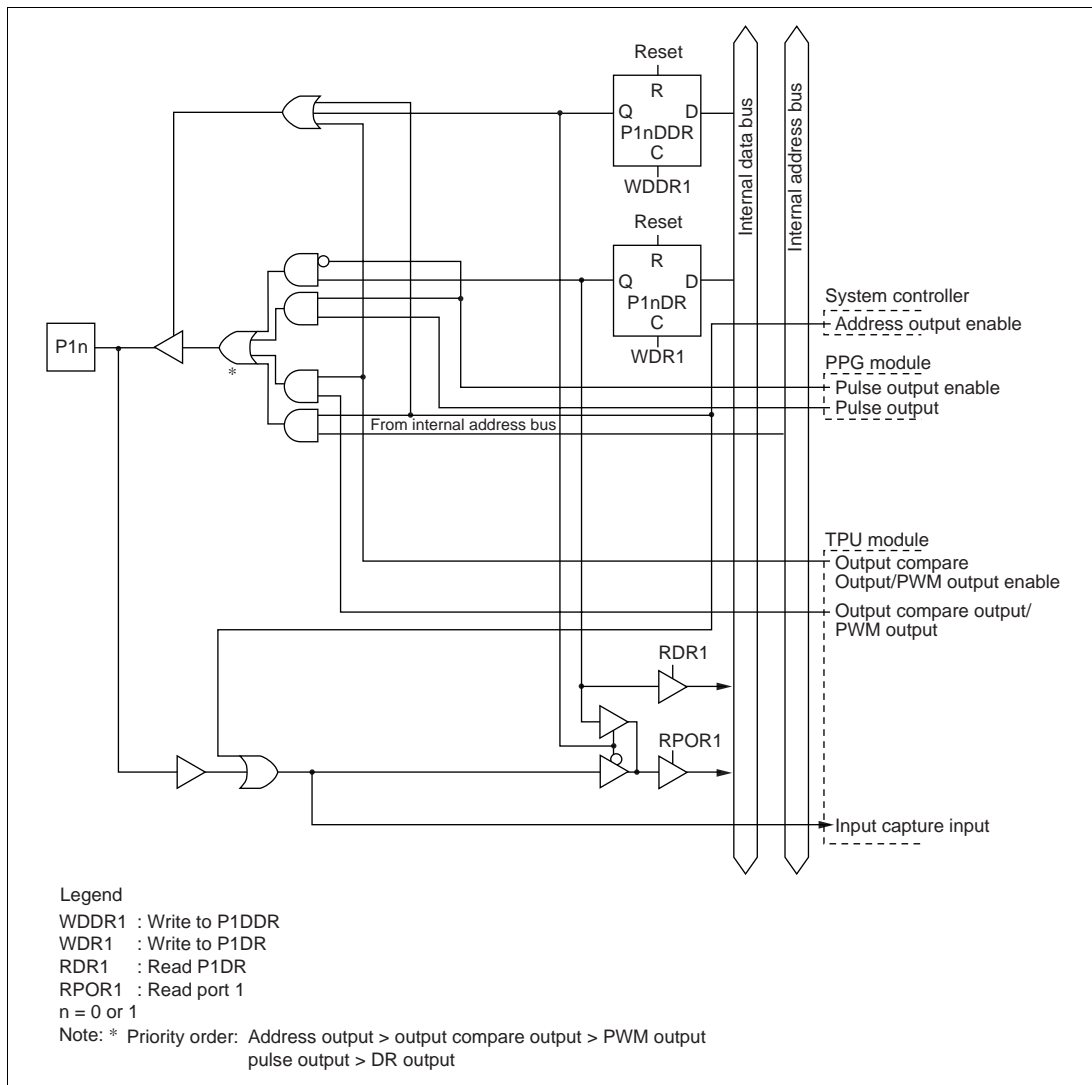 Reset
R
Q D
P1nDDR
C
WDDR1
Reset
R
Q D
P1nDR
C
WDR1
Internal data bus
Internal address bus
System controller
Address output enable
PPG module
Pulse output enable
Pulse output
P1n
*
From internal address bus
TPU module
Output compare
Output/PWM output enable
Output compare output/
PWM output
RDR1
RPOR1
Input capture input
Legend
WDDR1 : Write to P1DDR
WDR1 : Write to P1DR
RDR1 : Read P1DR
RPOR1 : Read port 1
n = 0 or 1
Note: * Priority order: Address output > output compare output > PWM output
pulse output > DR output